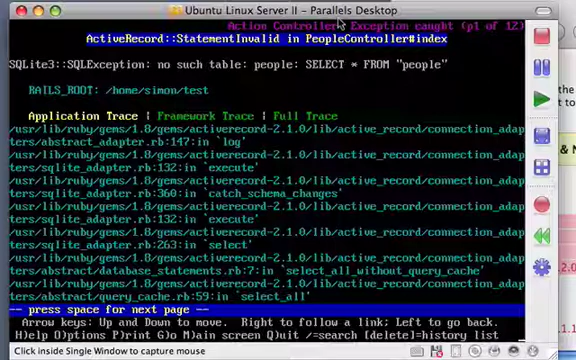 Ubuntu Linux Server II - Parallels Desktop
Action Controller: Exception caught (p1 of 12)
ActiveRecord::StatementInvalid in PeopleController#index
SQLite3::SQLException: no such table: people: SELECT * FROM "people"
RAILS_ROOT: /home/simon/test
Application Trace | Framework Trace | Full Trace
/usr/lib/ruby/gems/1.8/gems/activerecord-2.1.0/lib/active_record/connection_adap
ters/abstract_adapter.rb:147:in `log'
/usr/lib/ruby/gems/1.8/gems/activerecord-2.1.0/lib/active_record/connection_adap
ters/sqlite_adapter.rb:132:in `execute'
/usr/lib/ruby/gems/1.8/gems/activerecord-2.1.0/lib/active_record/connection_adap
ters/sqlite_adapter.rb:360:in `catch_schema_changes'
/usr/lib/ruby/gems/1.8/gems/activerecord-2.1.0/lib/active_record/connection_adap
ters/sqlite_adapter.rb:132:in `execute'
/usr/lib/ruby/gems/1.8/gems/activerecord-2.1.0/lib/active_record/connection_adap
ters/sqlite_adapter.rb:263:in `select'
/usr/lib/ruby/gems/1.8/gems/activerecord-2.1.0/lib/active_record/connection_adap
ters/abstract/database_statements.rb:7:in `select_all_without_query_cache'
/usr/lib/ruby/gems/1.8/gems/activerecord-2.1.0/lib/active_record/connection_adap
ters/abstract/query_cache.rb:59:in `select_all'
-- press space for next page --
Arrow keys: Up and Down to move. Right to follow a link; Left to go back.
H)elp O)ptions P)rint G)o M)ain screen Q)uit /=search [delete]=history list
Click inside Single Window to capture mouse